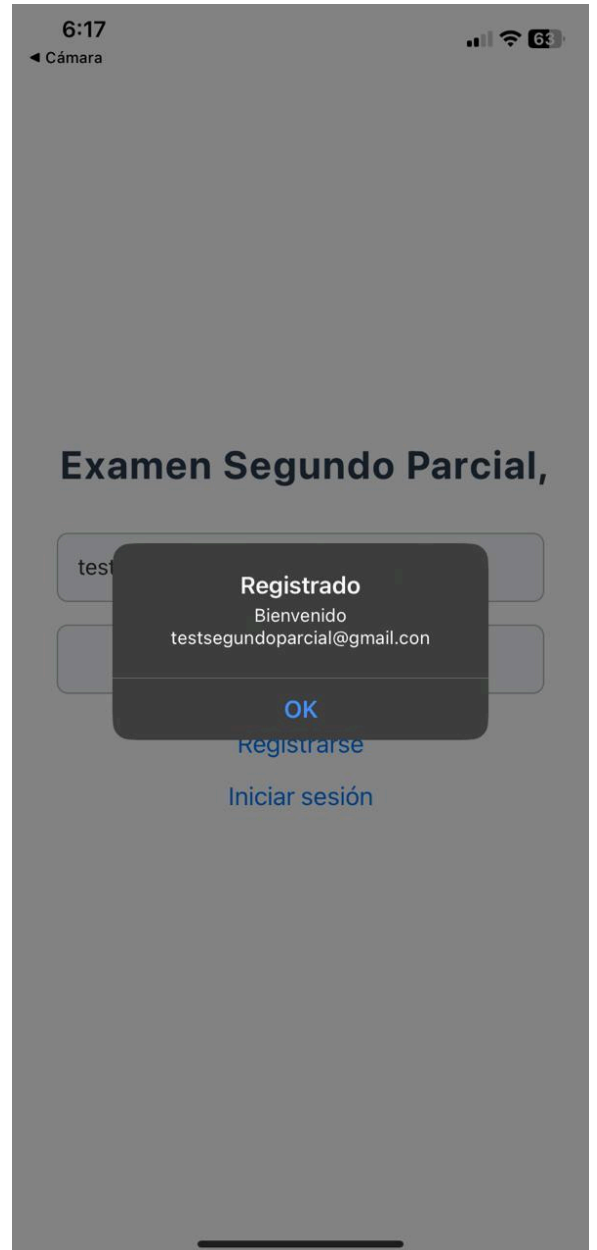 6:17
63
◀ Cámara
Examen Segundo Parcial,
test
Registrado
Bienvenido
testsegundoparcial@gmail.con
OK
Registrarse
Iniciar sesión